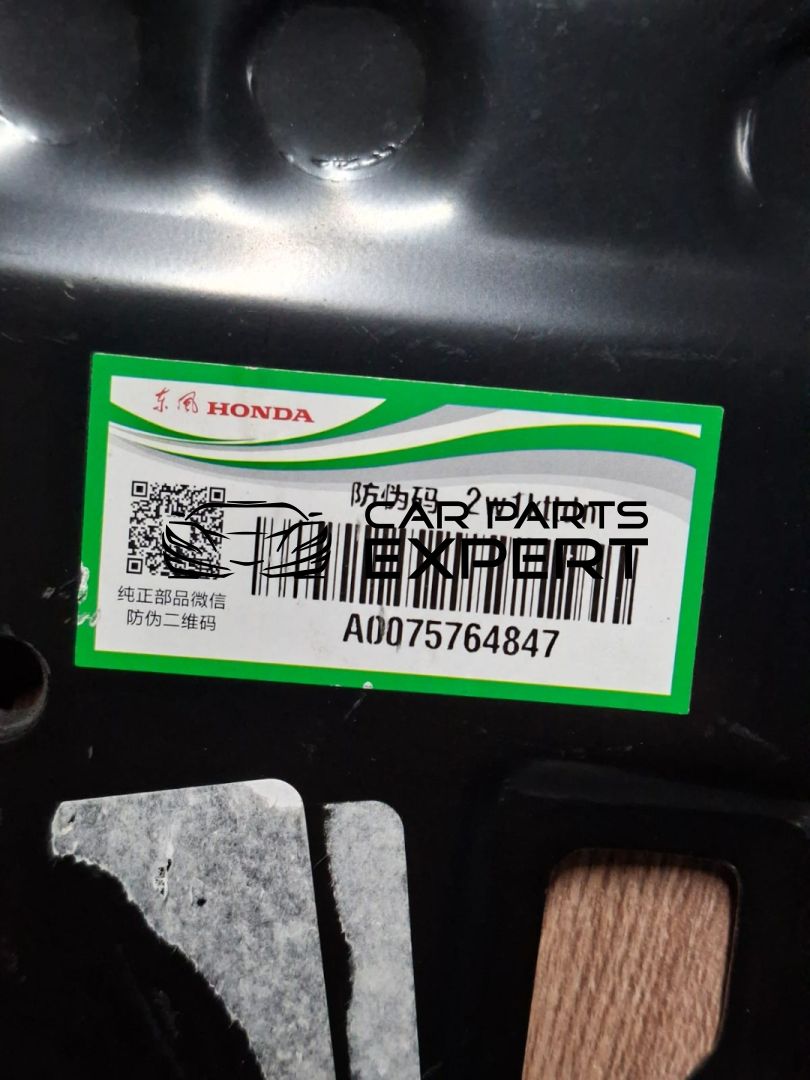 东风 HONDA
防伪码
CAR PARTS
EXPERT
纯正部品微信
防伪二维码
A0075764847